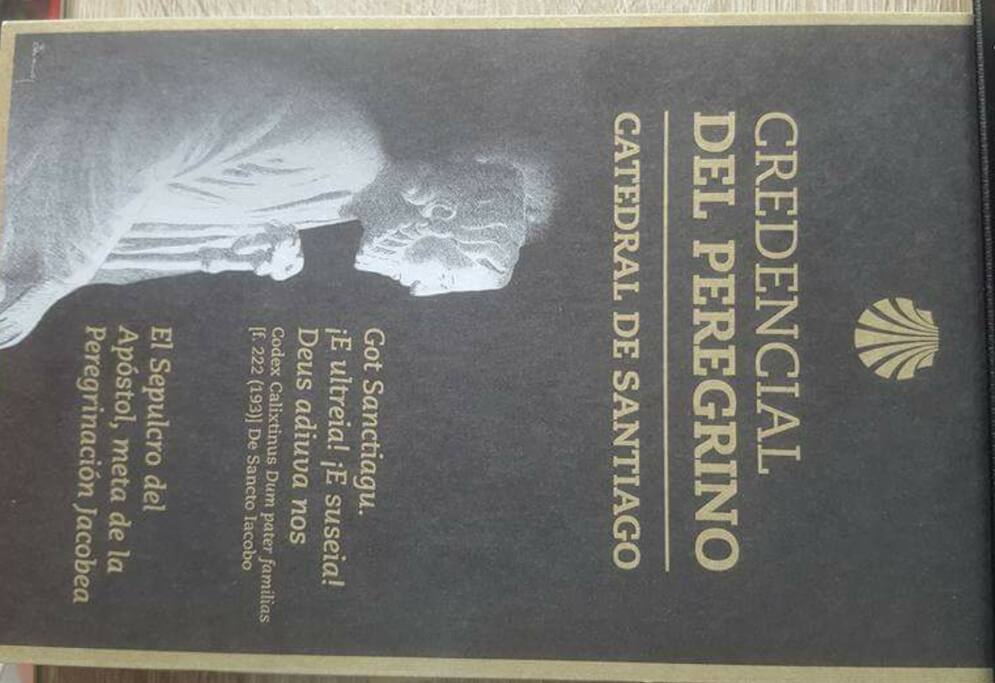 CREDENCIAL
DEL PEREGRINO
CATEDRAL DE SANTIAGO
Got Sanctiagu.
¡E ultreia! ¡E suseia!
Deus adiuva nos
Codex Calixtinus Dum pater familias
[f. 222 (193)] De Sancto Iacobo
El Sepulcro del
Apóstol, meta de la
Peregrinación Jacobea